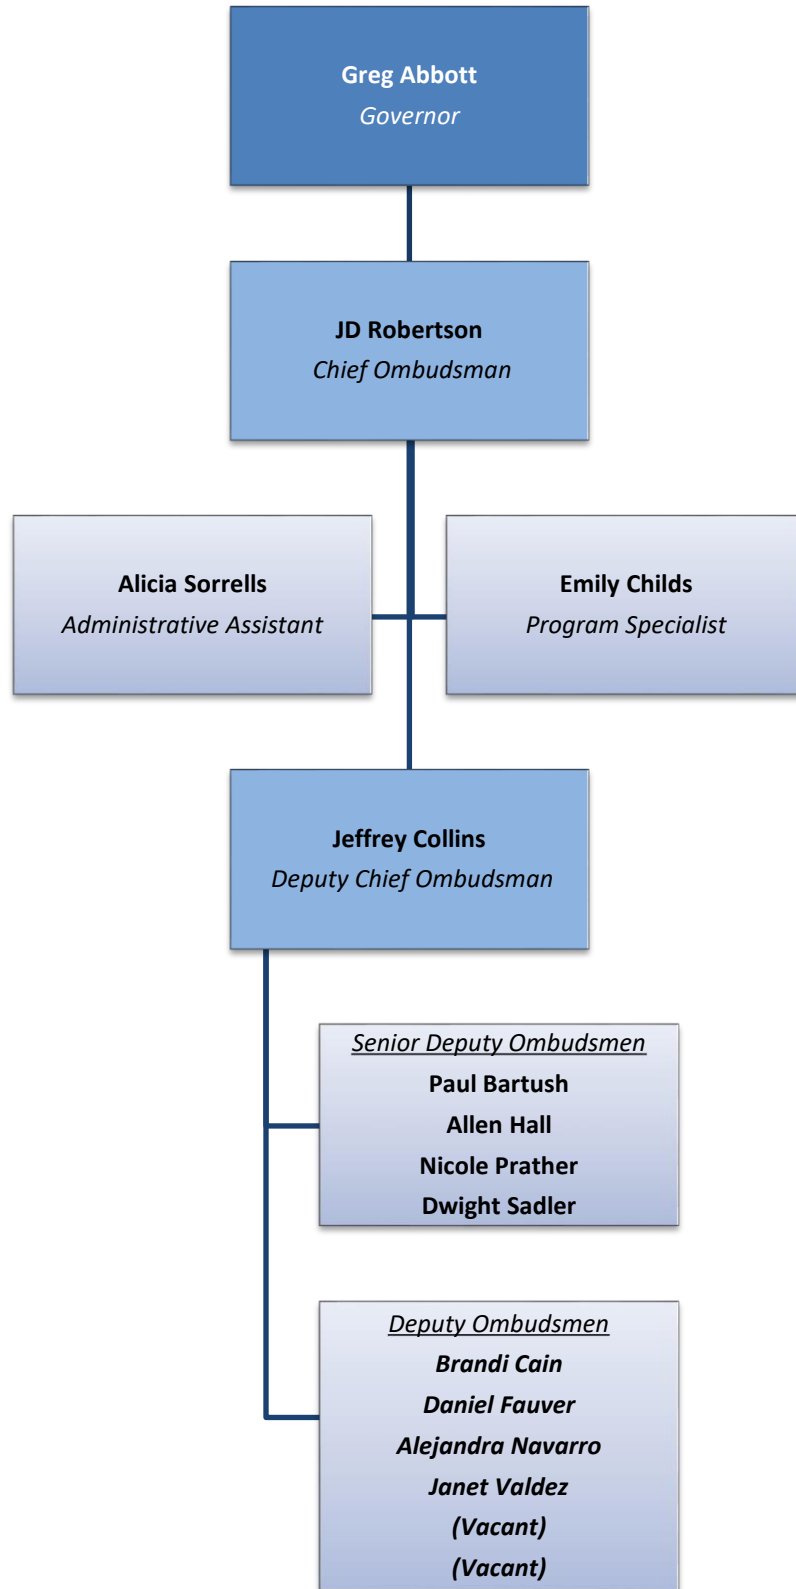 Greg Abbott
Governor
JD Robertson
Chief Ombudsman
Alicia Sorrells
Administrative Assistant
Emily Childs
Program Specialist
Jeffrey Collins
Deputy Chief Ombudsman
Senior Deputy Ombudsmen
Paul Bartush
Allen Hall
Nicole Prather
Dwight Sadler
Deputy Ombudsmen
Brandi Cain
Daniel Fauver
Alejandra Navarro
Janet Valdez
(Vacant)
(Vacant)